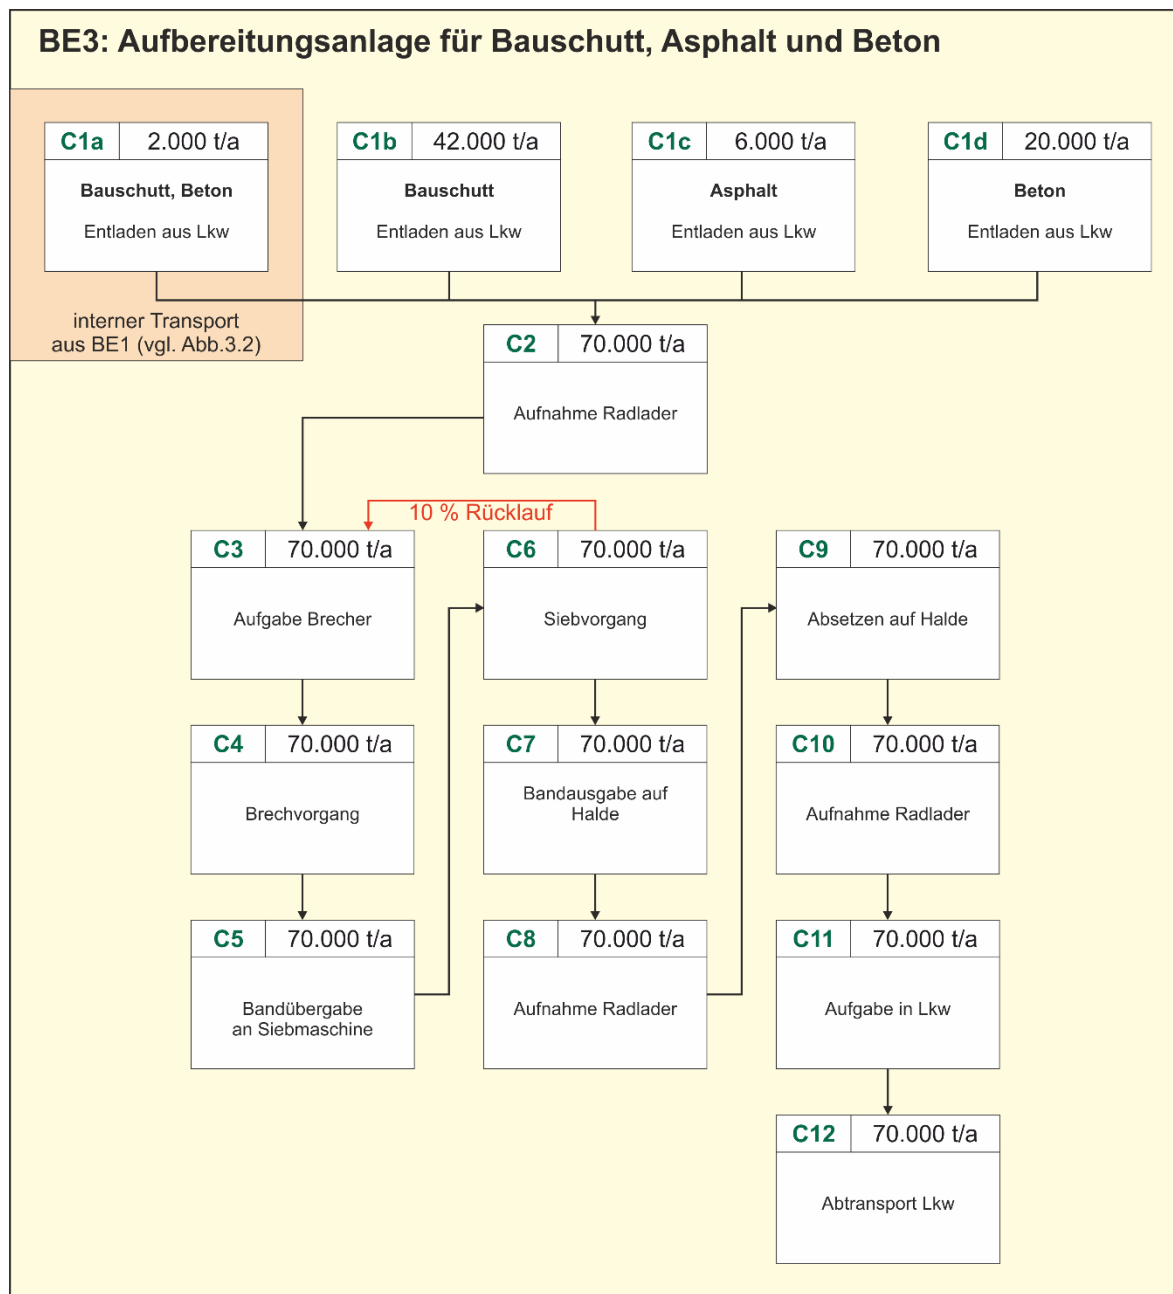 BE3: Aufbereitungsanlage für Bauschutt, Asphalt und Beton
C1a 2.000 t/a
Bauschutt, Beton
Entladen aus Lkw
C1b 42.000 t/a
Bauschutt
Entladen aus Lkw
C1c 6.000 t/a
Asphalt
Entladen aus Lkw
C1d 20.000 t/a
Beton
Entladen aus Lkw
interner Transport
aus BE1 (vgl. Abb.3.2)
C2 70.000 t/a
Aufnahme Radlader
10 % Rücklauf
C3 70.000 t/a
Aufgabe Brecher
C4 70.000 t/a
Brechvorgang
C5 70.000 t/a
Bandübergabe
an Siebmaschine
C6 70.000 t/a
Siebvorgang
C7 70.000 t/a
Bandausgabe auf
Halde
C8 70.000 t/a
Aufnahme Radlader
C9 70.000 t/a
Absetzen auf Halde
C10 70.000 t/a
Aufnahme Radlader
C11 70.000 t/a
Aufgabe in Lkw
C12 70.000 t/a
Abtransport Lkw